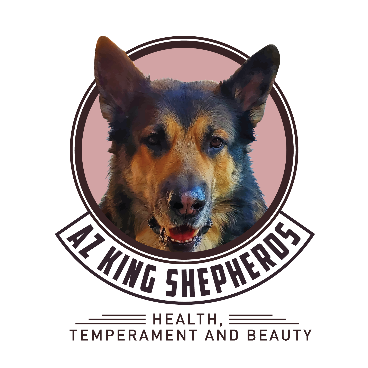 AZ KING SHEPHERDS
HEALTH,
TEMPERAMENT AND BEAUTY